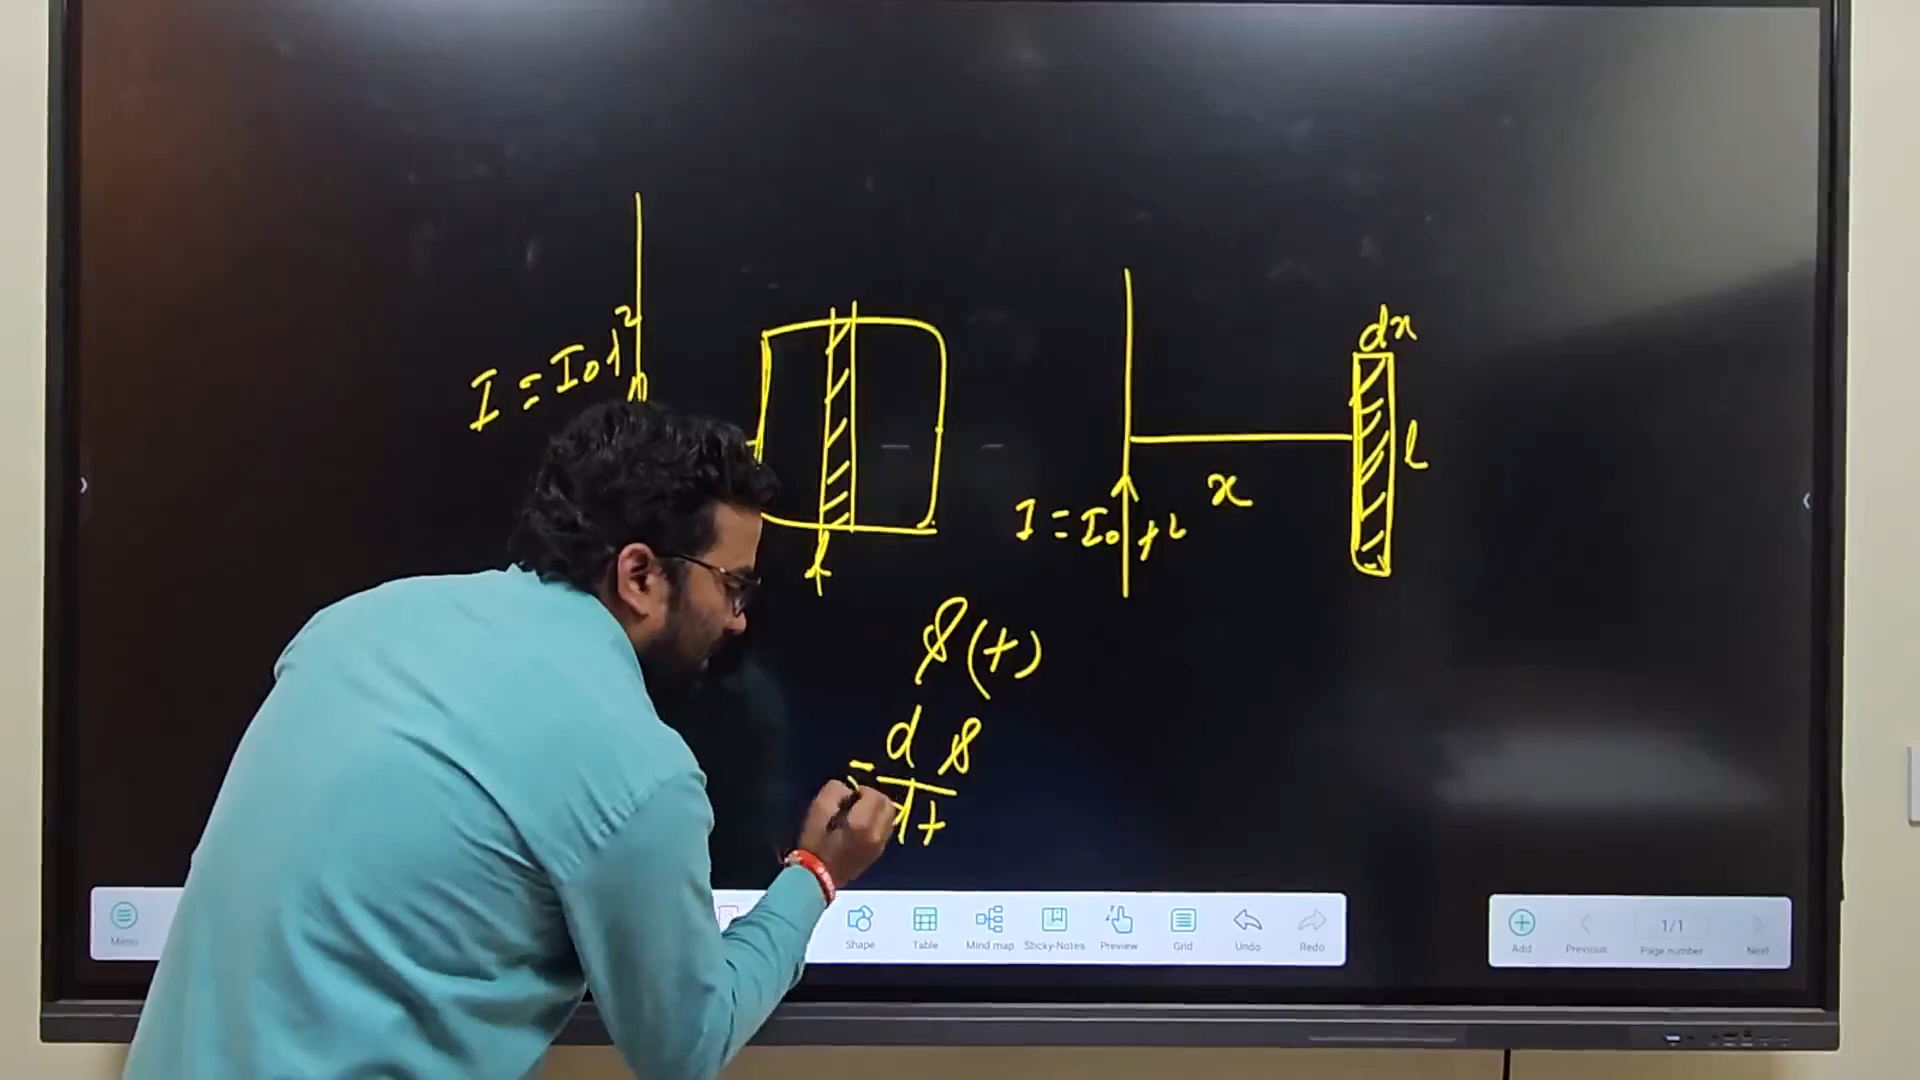 I = I₀t²
dx
l
x
I = I₀t²
l
ϕ(t)
= dϕ
dt
Menu
Shape
Table
Mind map
Sticky-Notes
Preview
Grid
Undo
Redo
Add
Previous
1/1
Page number
Next